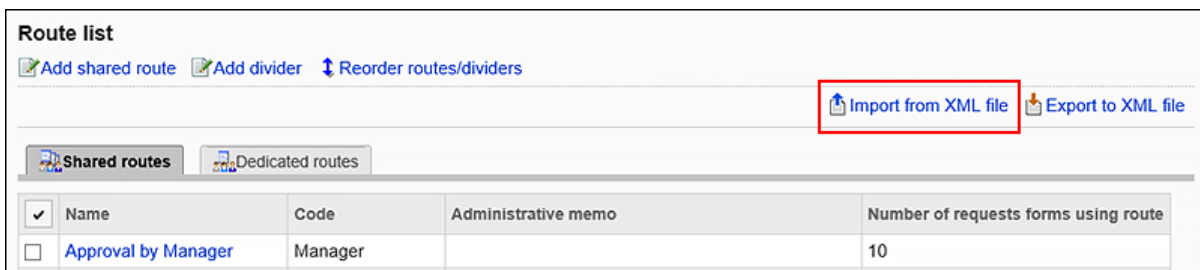 Route list
Add shared route Add divider Reorder routes/dividers
Import from XML file Export to XML file
Shared routes Dedicated routes
Name Code Administrative memo Number of requests forms using route
Approval by Manager Manager 10